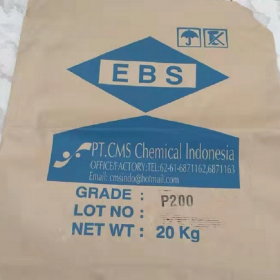 EBS
PT.CMS Chemical Indonesia
OFFICE/FACTORY:TEL:62-61-6871162,6871163
Email: cmsindo@hotmail.com
GRADE : P200
LOT NO :
NET WT : 20 Kg